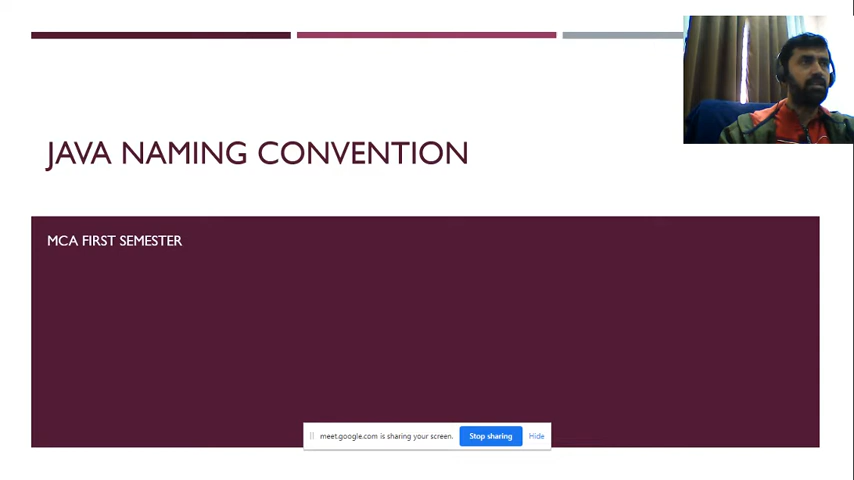 JAVA NAMING CONVENTION
MCA FIRST SEMESTER
meet.google.com is sharing your screen. Stop sharing Hide